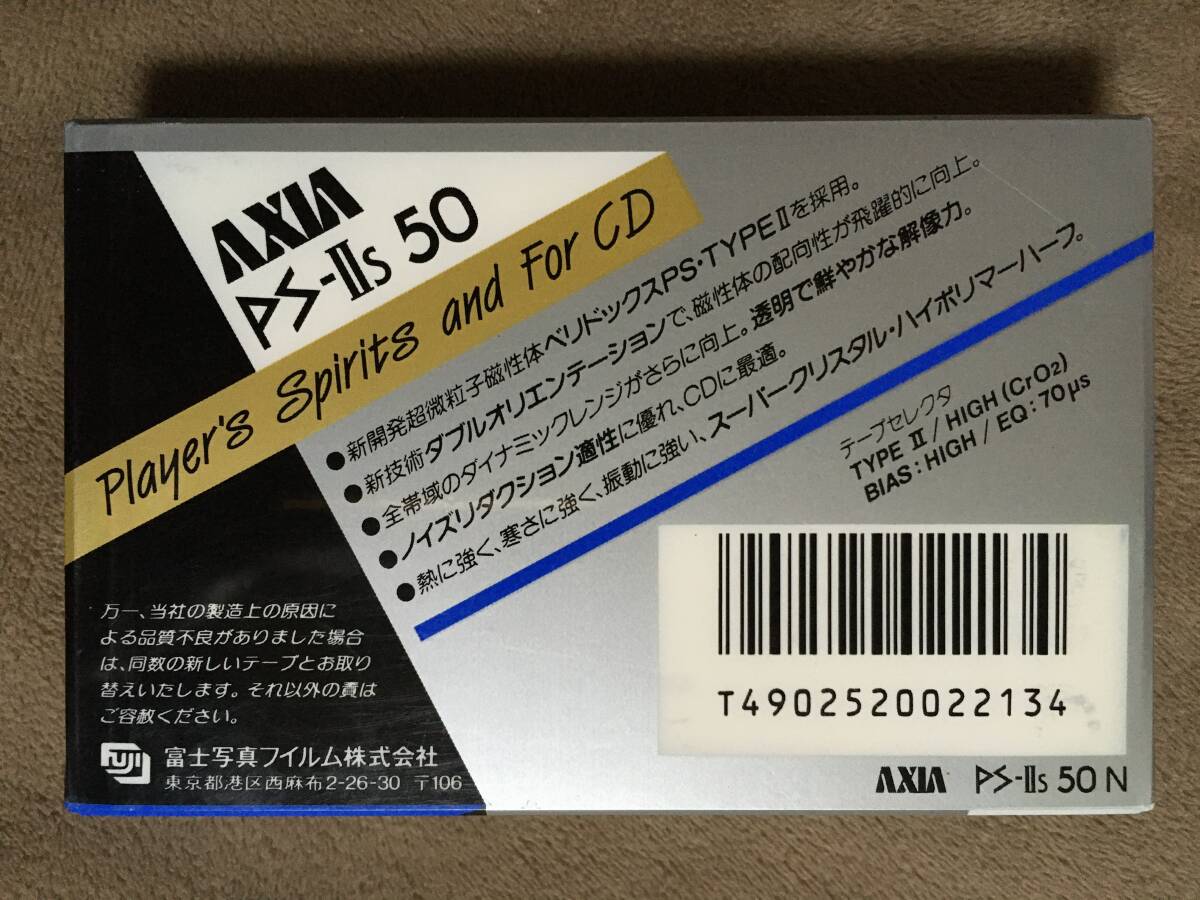 AXIA
PS-IIs 50
Player's Spirits and For CD
●新開発超微粒子磁性体ベリドックスPS・TYPEIIを採用。
●新技術ダブルオリエンテーションで、磁性体の配向性が飛躍的に向上。
●全帯域のダイナミックレンジがさらに向上。透明で鮮やかな解像力。
●ノイズリダクション適性に優れ、CDに最適。
●熱に強く、寒さに強く、振動に強い、スーパークリスタル・ハイポリマーハーフ。
テープセレクタ
TYPE II / HIGH (CrO2)
BIAS : HIGH / EQ : 70μs
万一、当社の製造上の原因に
よる品質不良がありました場合
は、同数の新しいテープとお取り
替えいたします。それ以外の責は
ご容赦ください。
FUJI
富士写真フイルム株式会社
東京都港区西麻布2-26-30 〒106
T4902520022134
AXIA PS-IIs 50 N